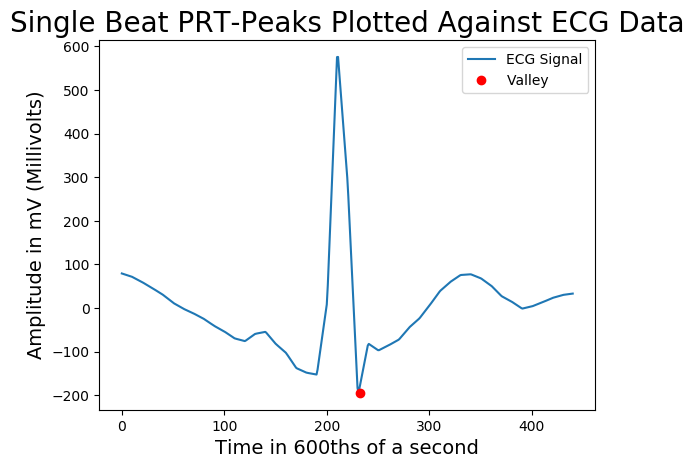 Single Beat PRT-Peaks Plotted Against ECG Data
600
500
400
300
200
100
0
−100
−200
Amplitude in mV (Millivolts)
ECG Signal
Valley
0 100 200 300 400
Time in 600ths of a second